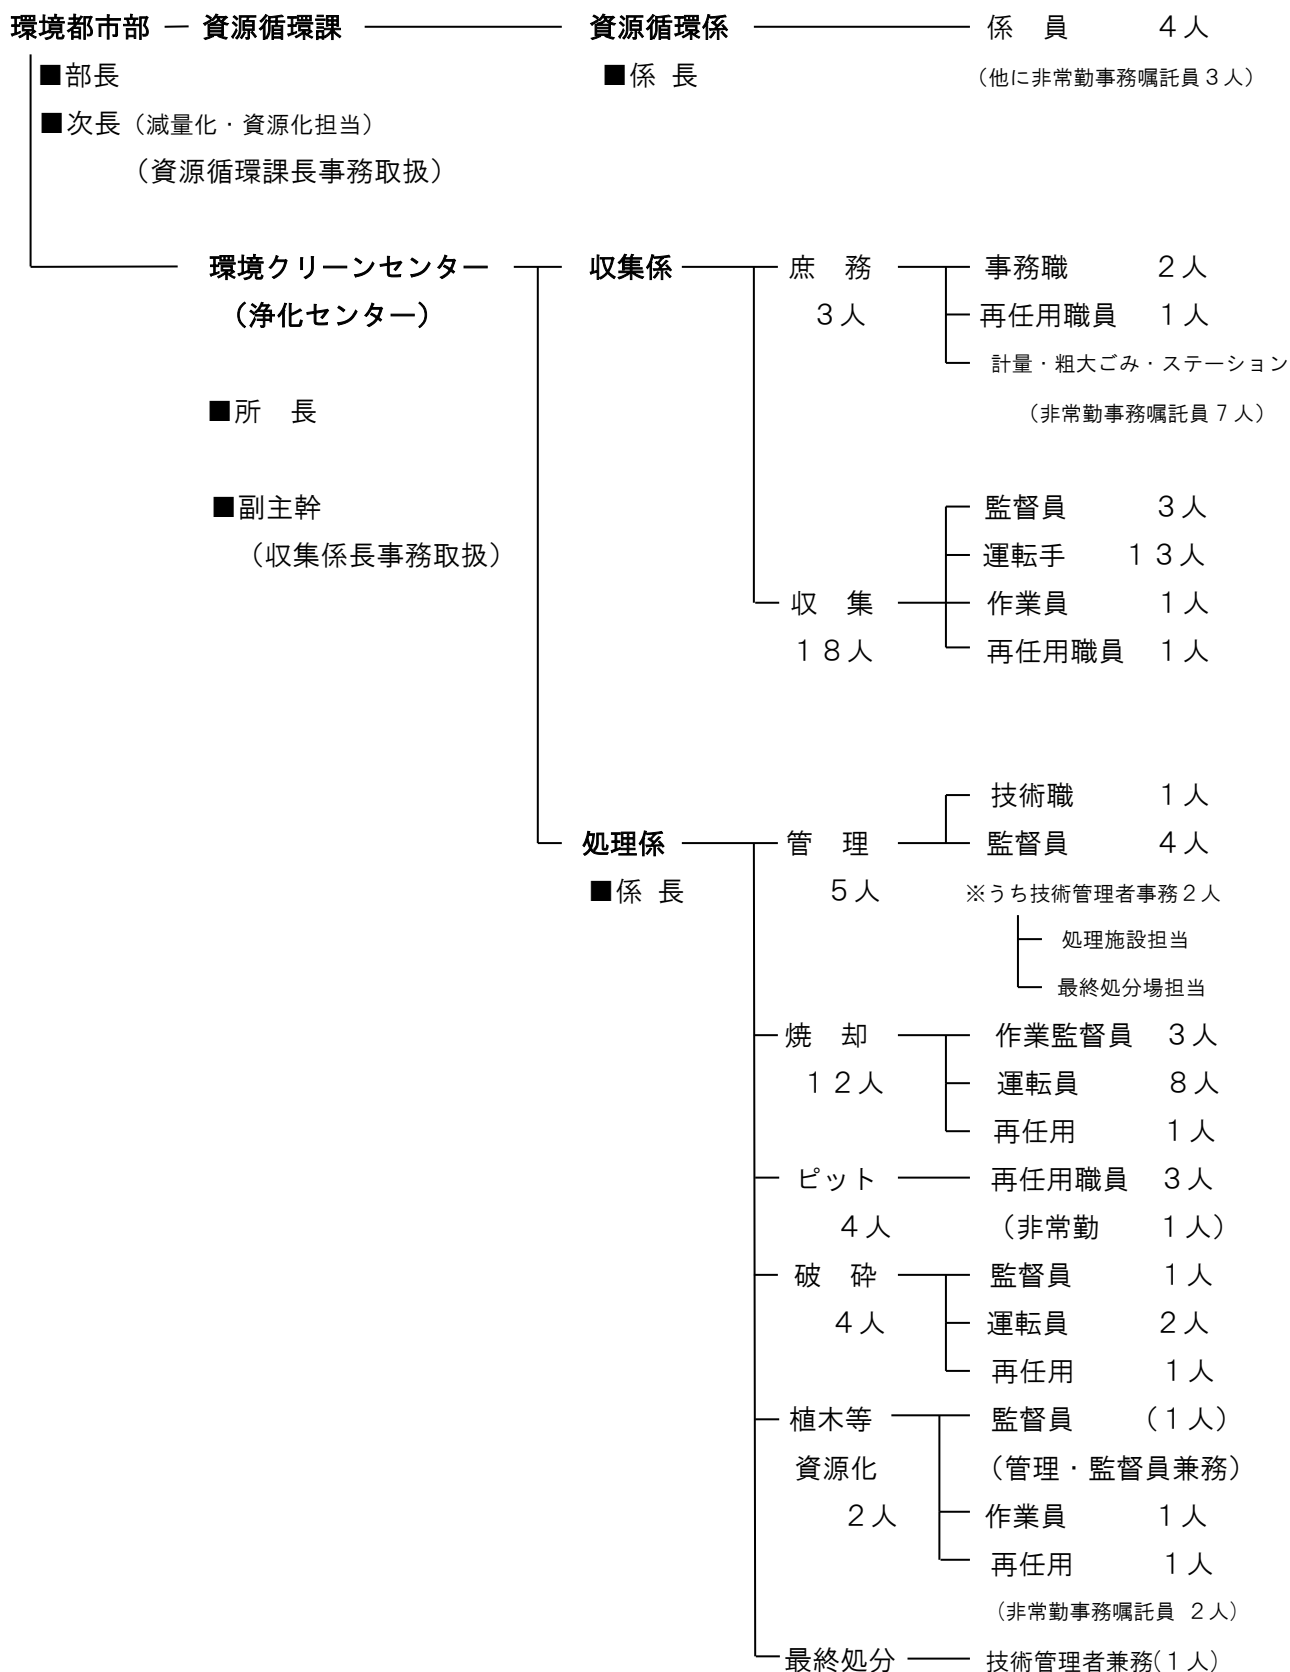 環境都市部 ― 資源循環課 資源循環係 係　員　４人
■部長 ■係 長 （他に非常勤事務嘱託員３人）
■次長（減量化・資源化担当）
（資源循環課長事務取扱）
環境クリーンセンター 収集係 庶　務 事務職　２人
（浄化センター） ３人 再任用職員　１人
計量・粗大ごみ・ステーション
■所　長 （非常勤事務嘱託員７人）
■副主幹 監督員　３人
（収集係長事務取扱） 運転手　１３人
収　集 作業員　１人
１８人 再任用職員　１人
技術職　１人
処理係 管　理 監督員　４人
■係 長 ５人 ※うち技術管理者事務２人
処理施設担当
最終処分場担当
焼　却 作業監督員　３人
１２人 運転員　８人
再任用　１人
ピット 再任用職員　３人
４人 （非常勤　１人）
破　砕 監督員　１人
４人 運転員　２人
再任用　１人
植木等 監督員　（１人）
資源化 （管理・監督員兼務）
２人 作業員　１人
再任用　１人
（非常勤事務嘱託員 ２人）
最終処分 技術管理者兼務(１人)